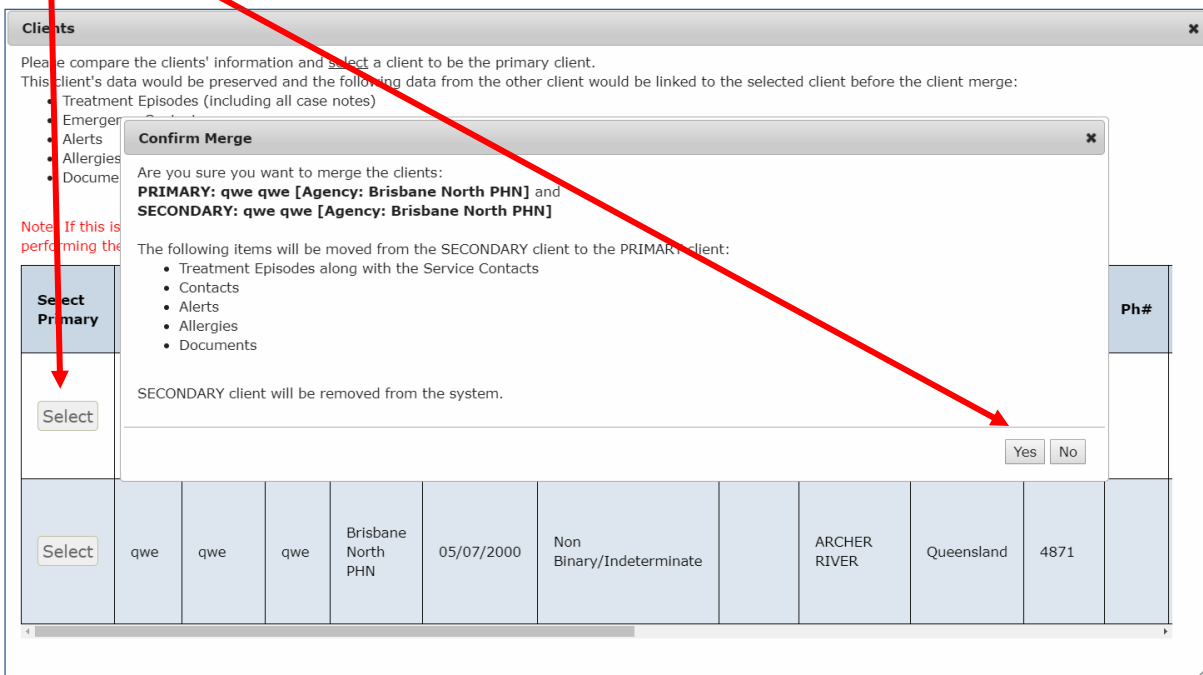 Clients
Please compare the clients' information and select a client to be the primary client.
This client's data would be preserved and the following data from the other client would be linked to the selected client before the client merge:
• Treatment Episodes (including all case notes)
• Emergen
• Alerts
• Allergies
• Docume
Note: If this is
performing the
Confirm Merge
Are you sure you want to merge the clients:
PRIMARY: qwe qwe [Agency: Brisbane North PHN] and
SECONDARY: qwe qwe [Agency: Brisbane North PHN]
The following items will be moved from the SECONDARY client to the PRIMARY client:
• Treatment Episodes along with the Service Contacts
• Contacts
• Alerts
• Allergies
• Documents
SECONDARY client will be removed from the system.
Yes No
Select
Primary
Ph#
Select
Select qwe qwe qwe Brisbane North PHN 05/07/2000 Non Binary/Indeterminate ARCHER RIVER Queensland 4871